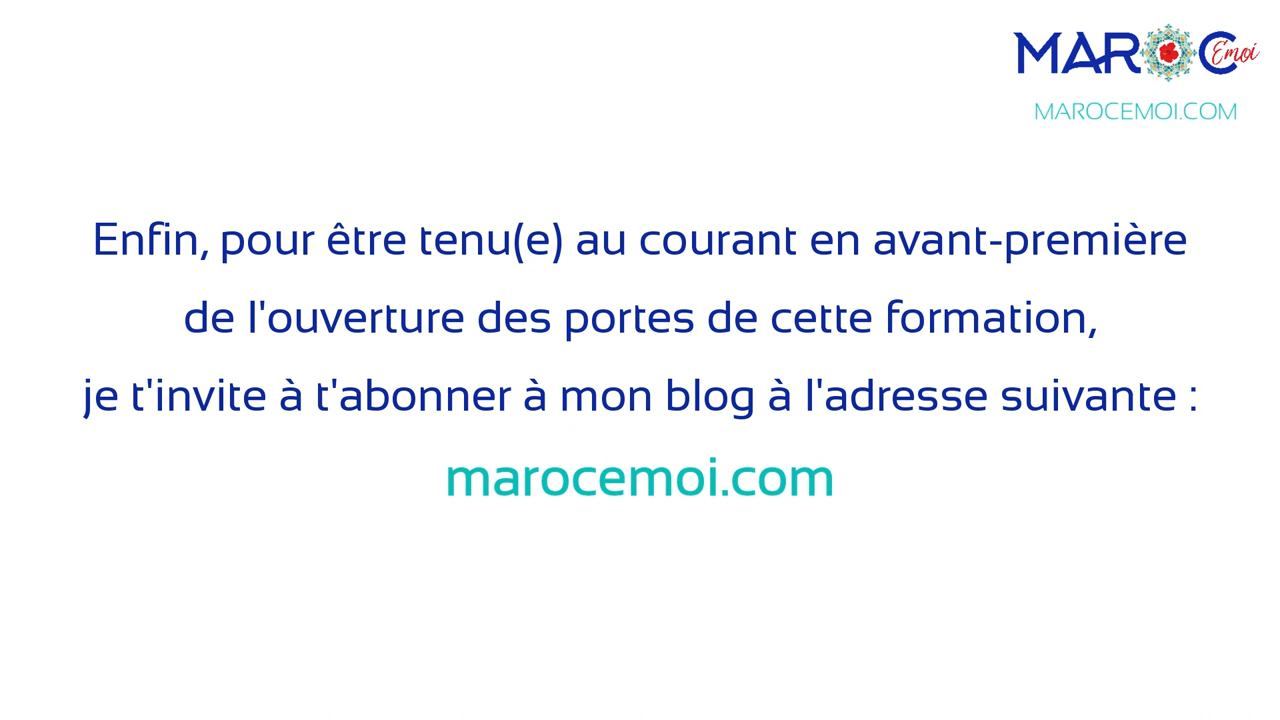 MAROC Emoi
MAROCEMOI.COM
Enfin, pour être tenu(e) au courant en avant-première
de l'ouverture des portes de cette formation,
je t'invite à t'abonner à mon blog à l'adresse suivante :
marocemoi.com